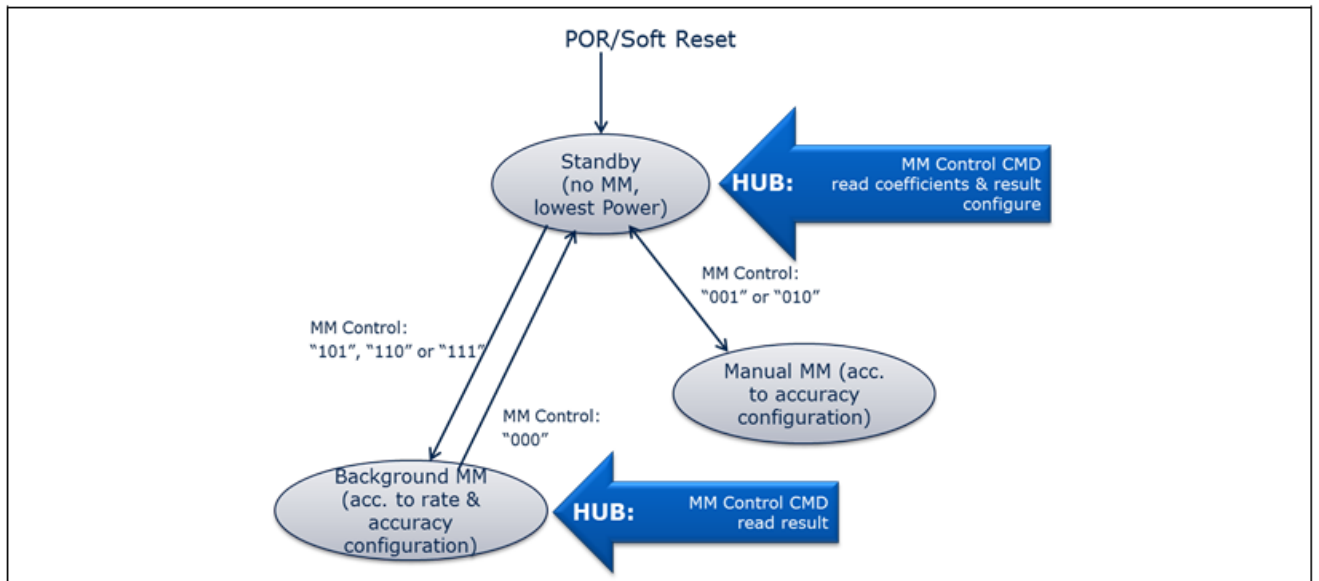 POR/Soft Reset
Standby
(no MM,
lowest Power)
HUB:
MM Control CMD
read coefficients & result
configure
MM Control:
"001" or "010"
MM Control:
"101", "110" or "111"
Manual MM (acc.
to accuracy
configuration)
MM Control:
"000"
Background MM
(acc. to rate &
accuracy
configuration)
HUB:
MM Control CMD
read result